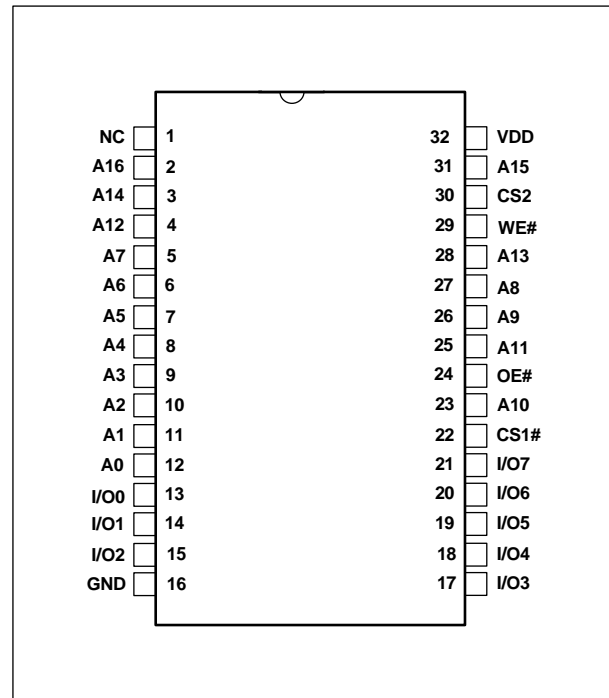 NC 1 32 VDD
A16 2 31 A15
A14 3 30 CS2
A12 4 29 WE#
A7 5 28 A13
A6 6 27 A8
A5 7 26 A9
A4 8 25 A11
A3 9 24 OE#
A2 10 23 A10
A1 11 22 CS1#
A0 12 21 I/O7
I/O0 13 20 I/O6
I/O1 14 19 I/O5
I/O2 15 18 I/O4
GND 16 17 I/O3